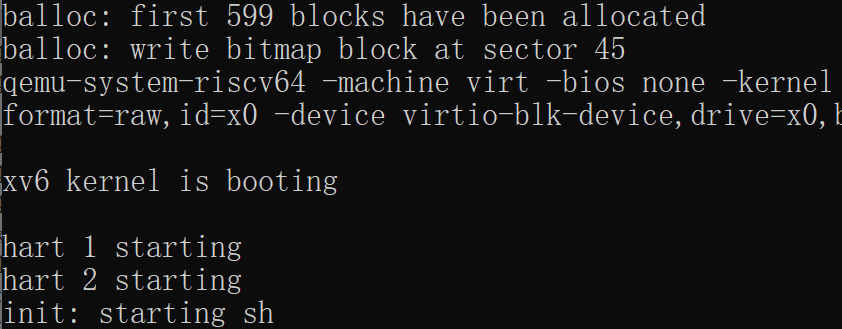 balloc: first 599 blocks have been allocated
balloc: write bitmap block at sector 45
qemu-system-riscv64 -machine virt -bios none -kernel
format=raw,id=x0 -device virtio-blk-device,drive=x0,b
xv6 kernel is booting
hart 1 starting
hart 2 starting
init: starting sh